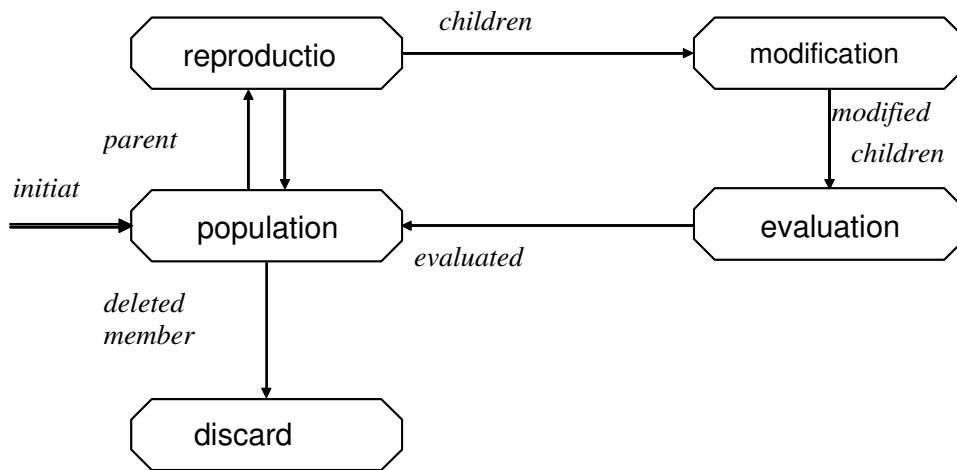 children
reproductio
modification
modified
parent
children
initiat
population
evaluation
evaluated
deleted
member
discard